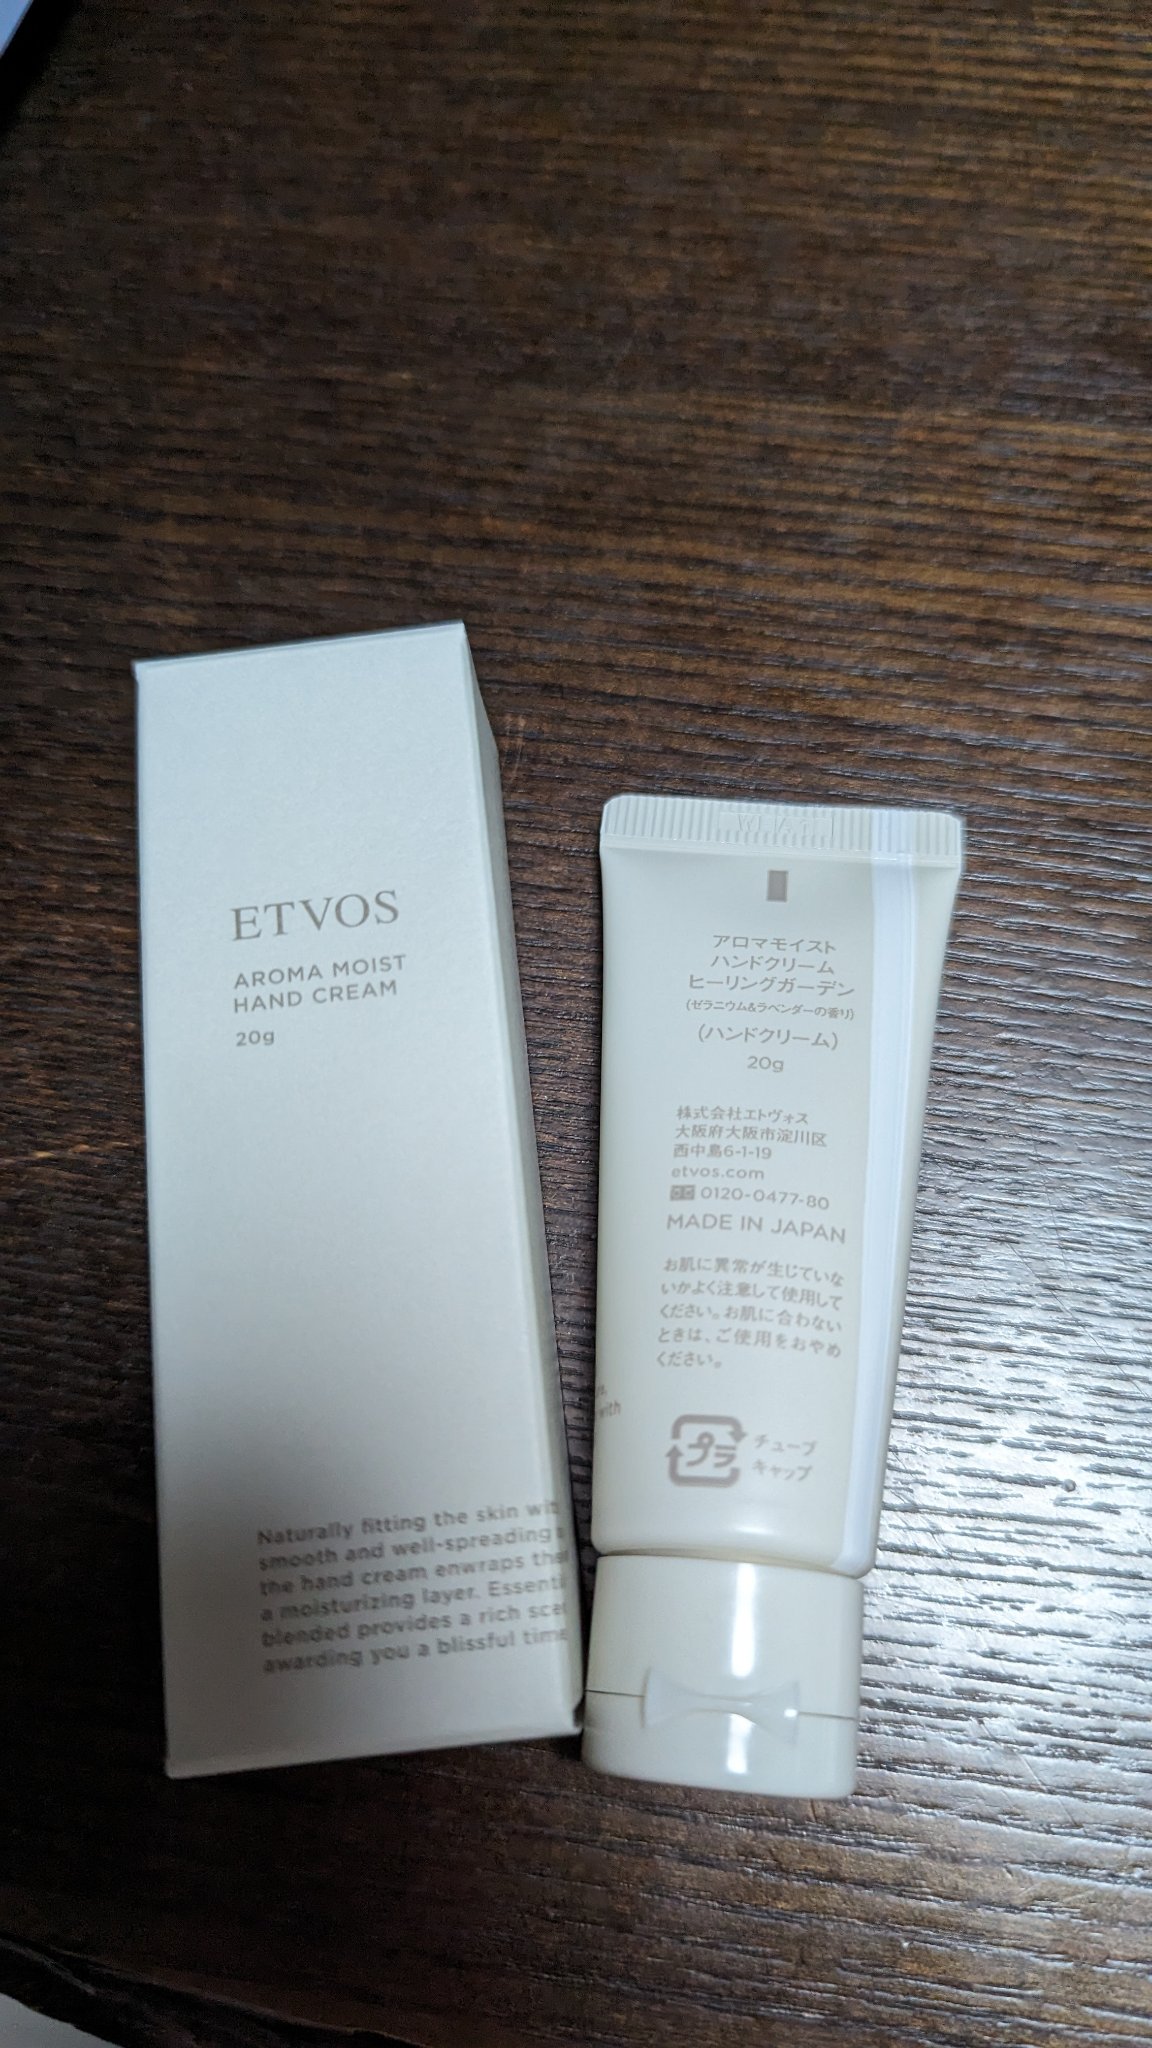 ETVOS
AROMA MOIST
HAND CREAM
20g
Naturally fitting the skin
smooth and well-spreading
the hand cream enwraps
a moisturizing layer.
blended provides a rich
awarding you a blissful
アロマモイスト
ハンドクリーム
ヒーリングガーデン
(ゼラニウム&ラベンダーの香り)
(ハンドクリーム)
20g
株式会社エトヴォス
大阪府大阪市淀川区
西中島6-1-19
etvos.com
0120-0477-80
MADE IN JAPAN
お肌に異常が生じていな
いかよく注意して使用して
ください。お肌に合わない
ときは、ご使用をおやめ
ください。
with
プラ
チューブ
キャップ